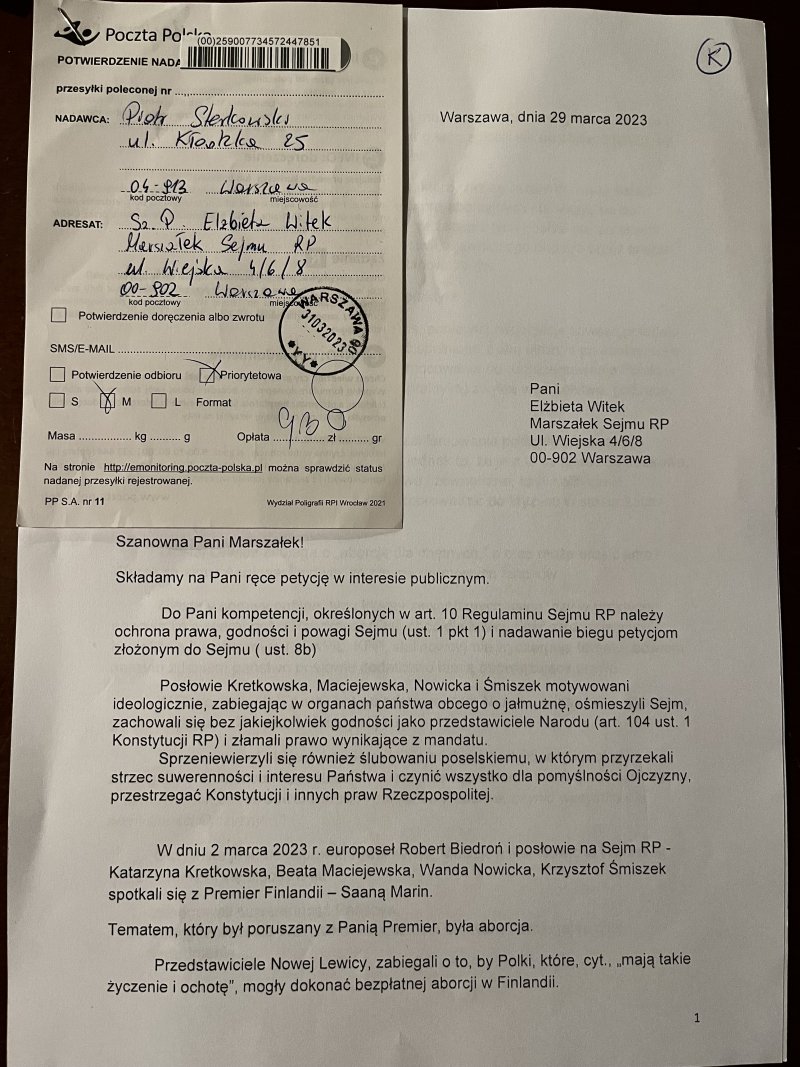 Poczta Polska
(00)259007734572447851
POTWIERDZENIE NADA
przesyłki poleconej nr
NADAWCA: Piotr
ul. Kłodzka 25
04-913 Warszawa
kod pocztowy miejscowość
ADRESAT: Sz. P. Elżbieta Witek
Marszałek Sejmu RP
ul. Wiejska 4/6/8
00-902 Warszawa
kod pocztowy
WARSZAWA 90
31032023
*YY*
Potwierdzenie doręczenia albo zwrotu
SMS/E-MAIL
Potwierdzenie odbioru Priorytetowa
S M L Format
Masa kg g Opłata zł gr
Na stronie http://emonitoring.poczta-polska.pl można sprawdzić status
nadanej przesyłki rejestrowanej.
PP S.A. nr 11 Wydział Poligrafii RPI Wrocław 2021
K
Warszawa, dnia 29 marca 2023
Pani
Elżbieta Witek
Marszałek Sejmu RP
Ul. Wiejska 4/6/8
00-902 Warszawa
Szanowna Pani Marszałek!
Składamy na Pani ręce petycję w interesie publicznym.
Do Pani kompetencji, określonych w art. 10 Regulaminu Sejmu RP należy
ochrona prawa, godności i powagi Sejmu (ust. 1 pkt 1) i nadawanie biegu petycjom
złożonym do Sejmu ( ust. 8b)
Posłowie Kretkowska, Maciejewska, Nowicka i Śmiszek motywowani
ideologicznie, zabiegając w organach państwa obcego o jałmużnę, ośmieszyli Sejm,
zachowali się bez jakiejkolwiek godności jako przedstawiciele Narodu (art. 104 ust. 1
Konstytucji RP) i złamali prawo wynikające z mandatu.
Sprzeniewierzyli się również ślubowaniu poselskiemu, w którym przyrzekali
strzec suwerenności i interesu Państwa i czynić wszystko dla pomyślności Ojczyzny,
przestrzegać Konstytucji i innych praw Rzeczpospolitej.
W dniu 2 marca 2023 r. europoseł Robert Biedroń i posłowie na Sejm RP -
Katarzyna Kretkowska, Beata Maciejewska, Wanda Nowicka, Krzysztof Śmiszek
spotkali się z Premier Finlandii – Saaną Marin.
Tematem, który był poruszany z Panią Premier, była aborcja.
Przedstawiciele Nowej Lewicy, zabiegali o to, by Polki, które, cyt., „mają takie
życzenie i ochotę”, mogły dokonać bezpłatnej aborcji w Finlandii.
1